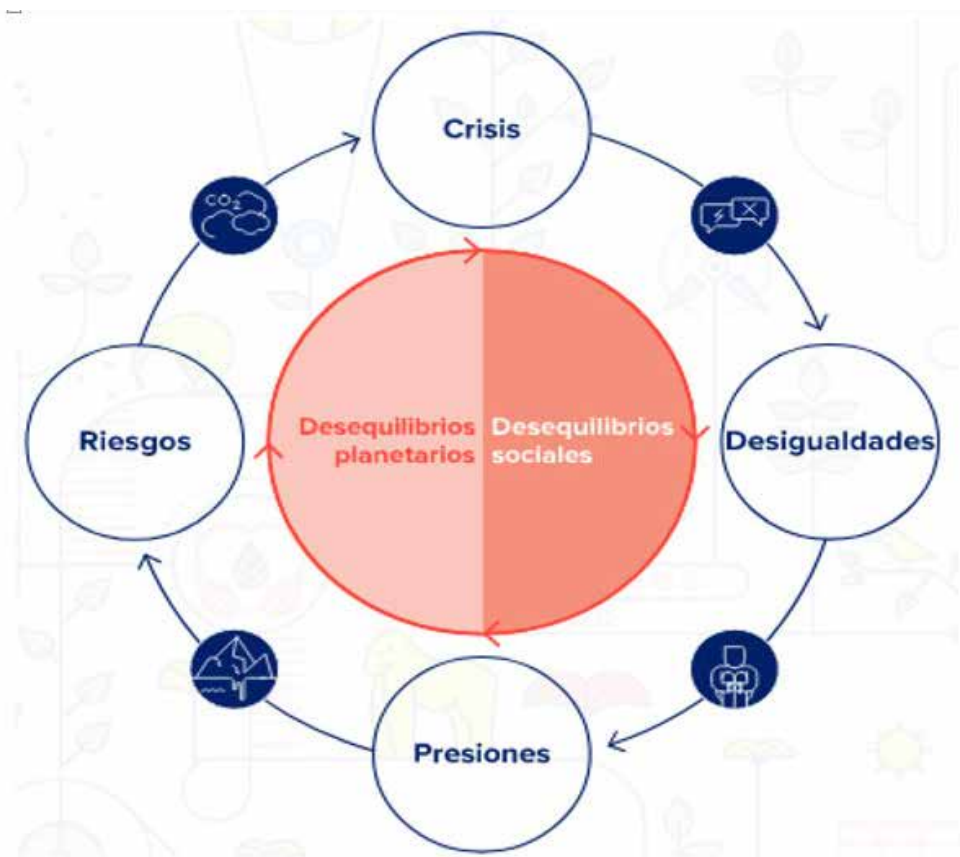 Crisis
CO₂
Riesgos
Desequilibrios
planetarios
Desequilibrios
sociales
Desigualdades
Presiones